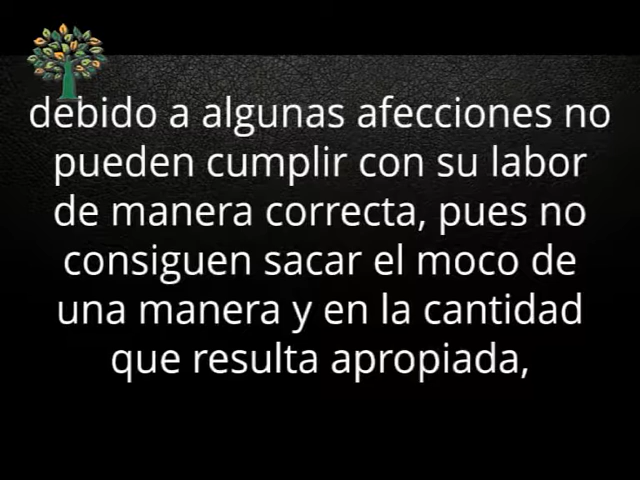 debido a algunas afecciones no
pueden cumplir con su labor
de manera correcta, pues no
consiguen sacar el moco de
una manera y en la cantidad
que resulta apropiada,